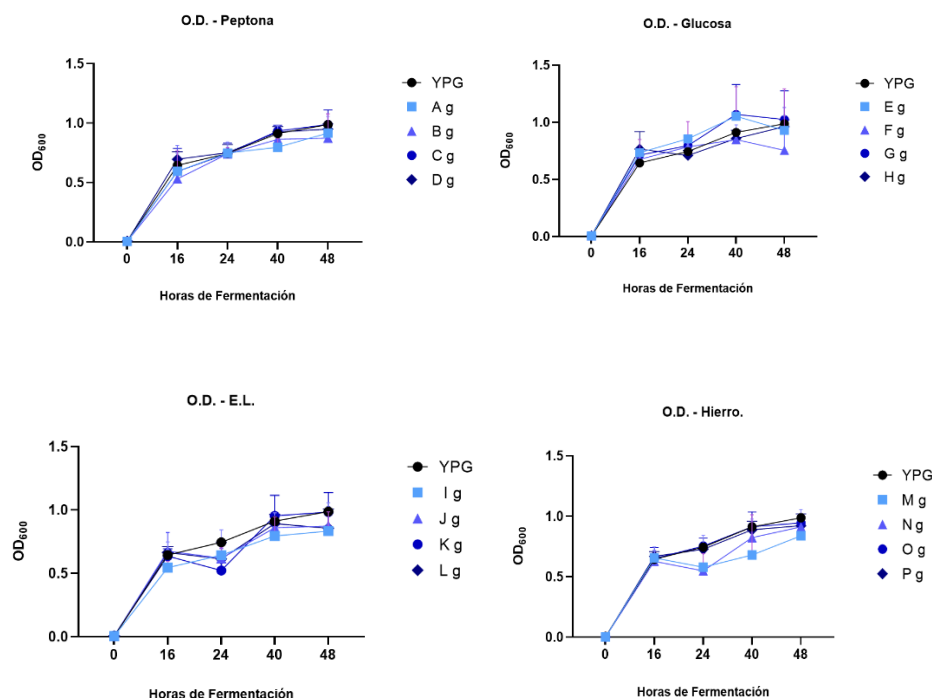 O.D. - Peptona
1.5
1.0
0.5
0.0
OD600
0
16
24
40
48
Horas de Fermentación
YPG
A g
B g
C g
D g
O.D. - Glucosa
1.5
1.0
0.5
0.0
OD600
0
16
24
40
48
Horas de Fermentación
YPG
E g
F g
G g
H g
O.D. - E.L.
1.5
1.0
0.5
0.0
OD600
0
16
24
40
48
Horas de Fermentación
YPG
I g
J g
K g
L g
O.D. - Hierro.
1.5
1.0
0.5
0.0
OD600
0
16
24
40
48
Horas de Fermentación
YPG
M g
N g
O g
P g